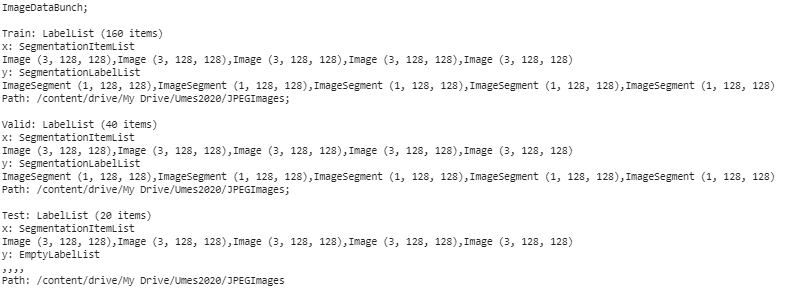 ImageDataBunch;
Train: LabelList (160 items)
x: SegmentationItemList
Image (3, 128, 128),Image (3, 128, 128),Image (3, 128, 128),Image (3, 128, 128),Image (3, 128, 128)
y: SegmentationLabelList
ImageSegment (1, 128, 128),ImageSegment (1, 128, 128),ImageSegment (1, 128, 128),ImageSegment (1, 128, 128),ImageSegment (1, 128, 128)
Path: /content/drive/My Drive/Umes2020/JPEGImages;
Valid: LabelList (40 items)
x: SegmentationItemList
Image (3, 128, 128),Image (3, 128, 128),Image (3, 128, 128),Image (3, 128, 128),Image (3, 128, 128)
y: SegmentationLabelList
ImageSegment (1, 128, 128),ImageSegment (1, 128, 128),ImageSegment (1, 128, 128),ImageSegment (1, 128, 128),ImageSegment (1, 128, 128)
Path: /content/drive/My Drive/Umes2020/JPEGImages;
Test: LabelList (20 items)
x: SegmentationItemList
Image (3, 128, 128),Image (3, 128, 128),Image (3, 128, 128),Image (3, 128, 128),Image (3, 128, 128)
y: EmptyLabelList
,,,,
Path: /content/drive/My Drive/Umes2020/JPEGImages